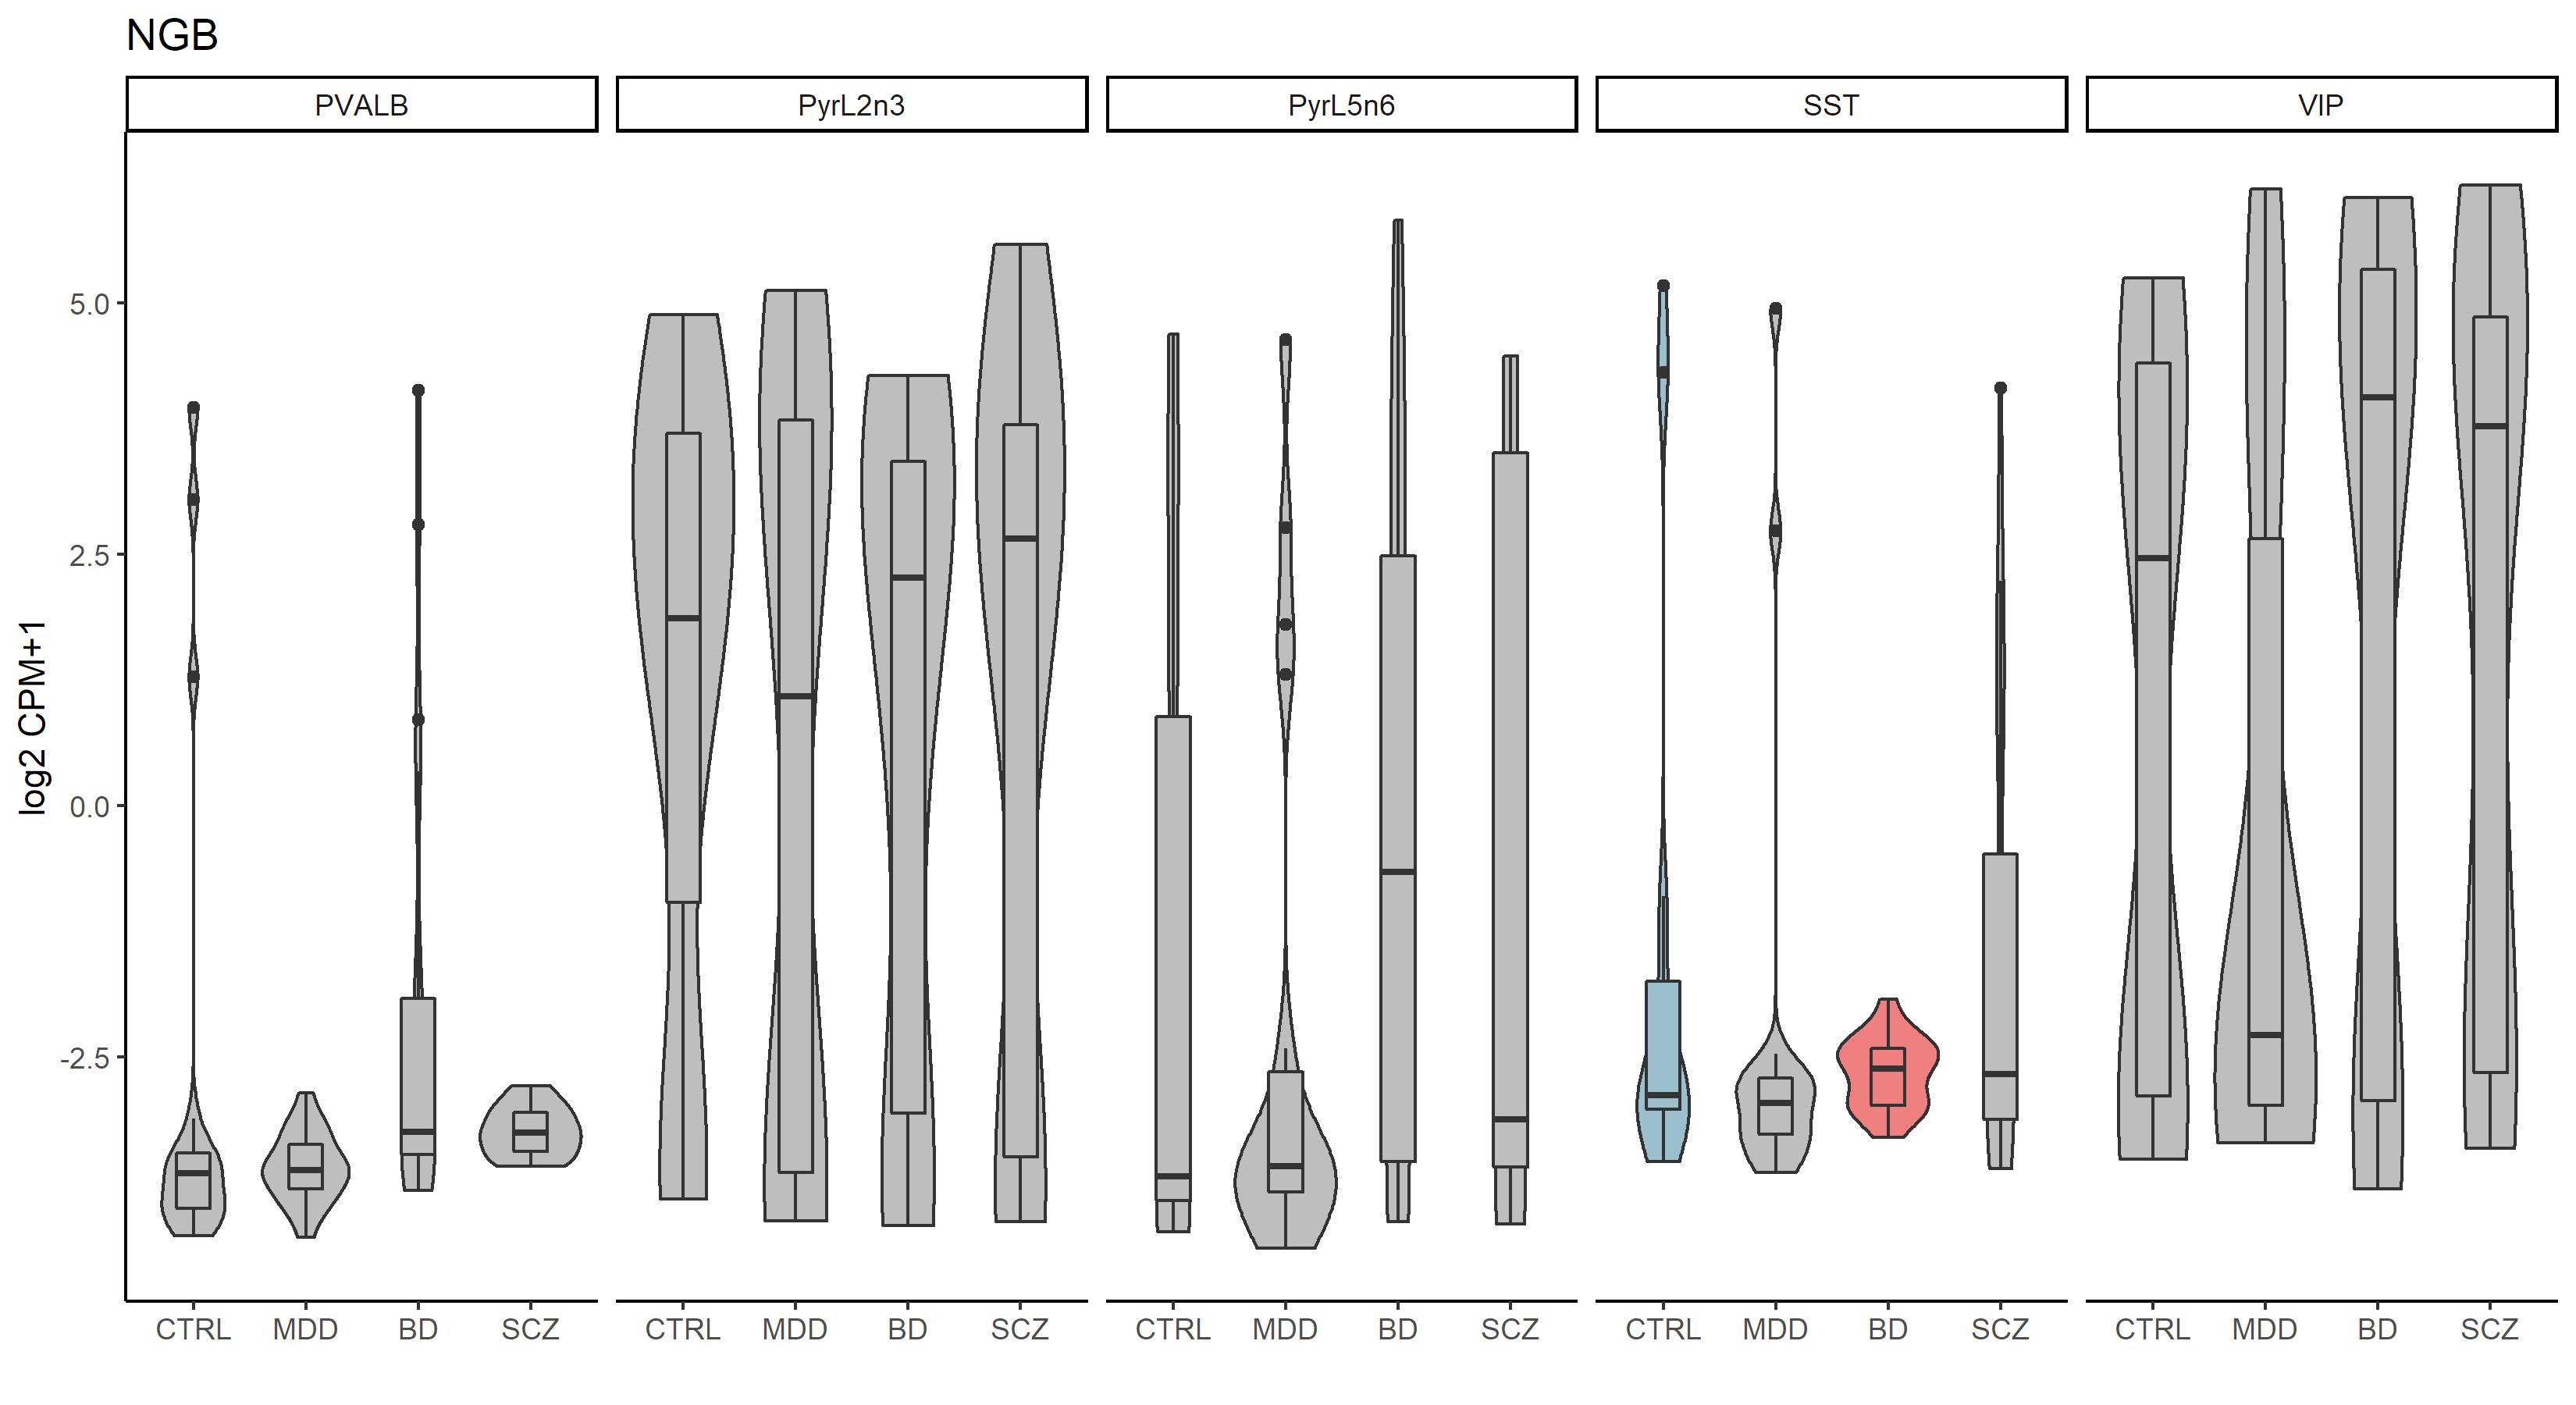 NGB
PVALB PyrL2n3 PyrL5n6 SST VIP
log2 CPM+1
5.0
2.5
0.0
-2.5
CTRL MDD BD SCZ CTRL MDD BD SCZ CTRL MDD BD SCZ CTRL MDD BD SCZ CTRL MDD BD SCZ